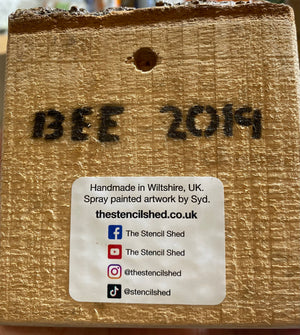 BEE 2019
Handmade in Wiltshire, UK.
Spray painted artwork by Syd.
thestencilshed.co.uk
The Stencil Shed
The Stencil Shed
@thestencilshed
@stencilshed